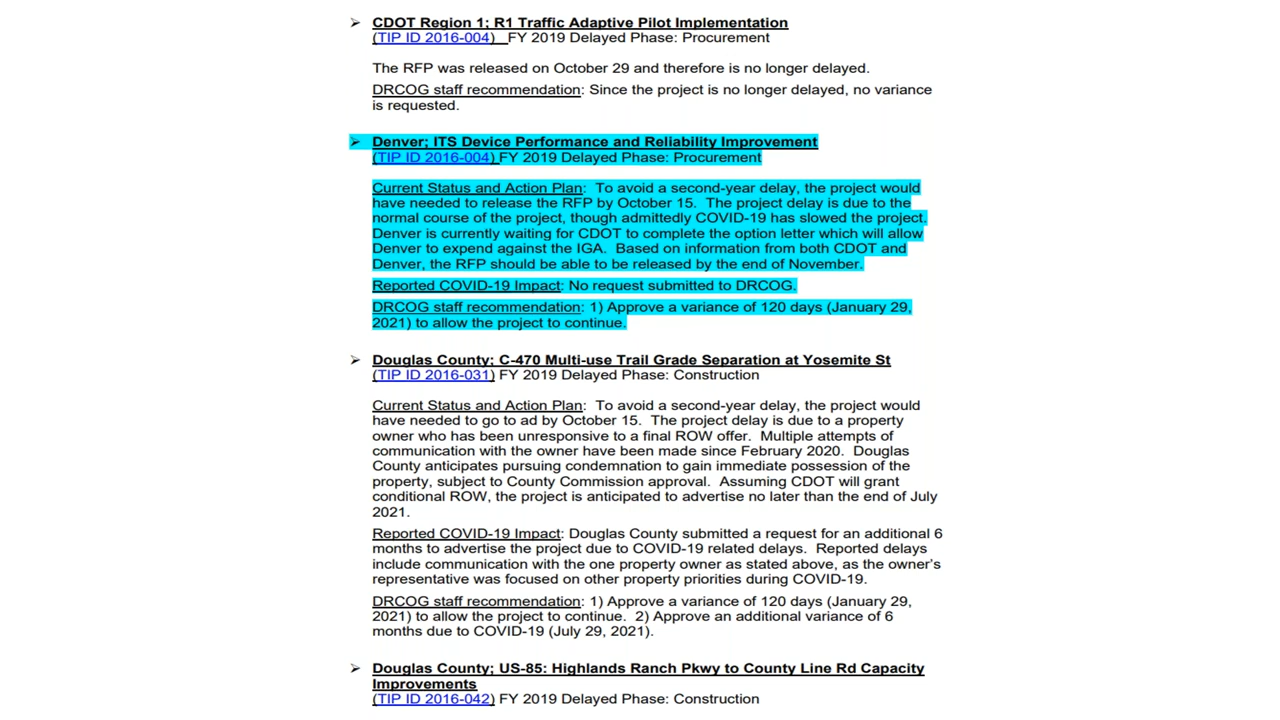 ➢ CDOT Region 1; R1 Traffic Adaptive Pilot Implementation
(TIP ID 2016-004) FY 2019 Delayed Phase: Procurement
The RFP was released on October 29 and therefore is no longer delayed.
DRCOG staff recommendation: Since the project is no longer delayed, no variance
is requested.
➢ Denver; ITS Device Performance and Reliability Improvement
(TIP ID 2016-004) FY 2019 Delayed Phase: Procurement
Current Status and Action Plan: To avoid a second-year delay, the project would
have needed to release the RFP by October 15. The project delay is due to the
normal course of the project, though admittedly COVID-19 has slowed the project.
Denver is currently waiting for CDOT to complete the option letter which will allow
Denver to expend against the IGA. Based on information from both CDOT and
Denver, the RFP should be able to be released by the end of November.
Reported COVID-19 Impact: No request submitted to DRCOG.
DRCOG staff recommendation: 1) Approve a variance of 120 days (January 29,
2021) to allow the project to continue.
➢ Douglas County; C-470 Multi-use Trail Grade Separation at Yosemite St
(TIP ID 2016-031) FY 2019 Delayed Phase: Construction
Current Status and Action Plan: To avoid a second-year delay, the project would
have needed to go to ad by October 15. The project delay is due to a property
owner who has been unresponsive to a final ROW offer. Multiple attempts of
communication with the owner have been made since February 2020. Douglas
County anticipates pursuing condemnation to gain immediate possession of the
property, subject to County Commission approval. Assuming CDOT will grant
conditional ROW, the project is anticipated to advertise no later than the end of July
2021.
Reported COVID-19 Impact: Douglas County submitted a request for an additional 6
months to advertise the project due to COVID-19 related delays. Reported delays
include communication with the one property owner as stated above, as the owner's
representative was focused on other property priorities during COVID-19.
DRCOG staff recommendation: 1) Approve a variance of 120 days (January 29,
2021) to allow the project to continue. 2) Approve an additional variance of 6
months due to COVID-19 (July 29, 2021).
➢ Douglas County; US-85: Highlands Ranch Pkwy to County Line Rd Capacity
Improvements
(TIP ID 2016-042) FY 2019 Delayed Phase: Construction